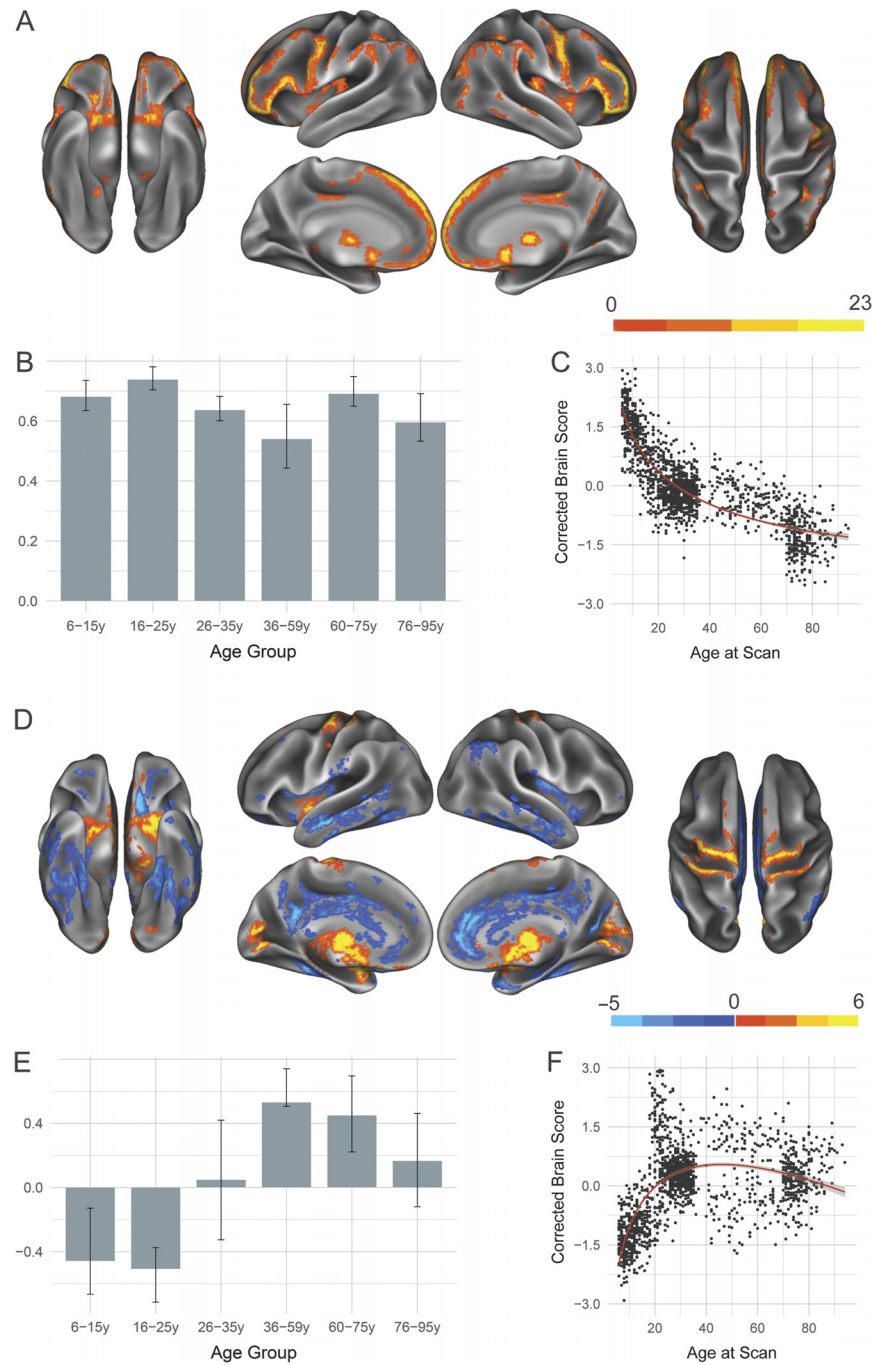 A
0 23
B
0.6
0.4
0.2
0.0
6−15y 16−25y 26−35y 36−59y 60−75y 76−95y
Age Group
C
Corrected Brain Score
3.0
1.5
0.0
−1.5
−3.0
20 40 60 80
Age at Scan
D
−5 0 6
E
0.4
0.0
−0.4
6−15y 16−25y 26−35y 36−59y 60−75y 76−95y
Age Group
F
Corrected Brain Score
3.0
1.5
0.0
−1.5
−3.0
20 40 60 80
Age at Scan